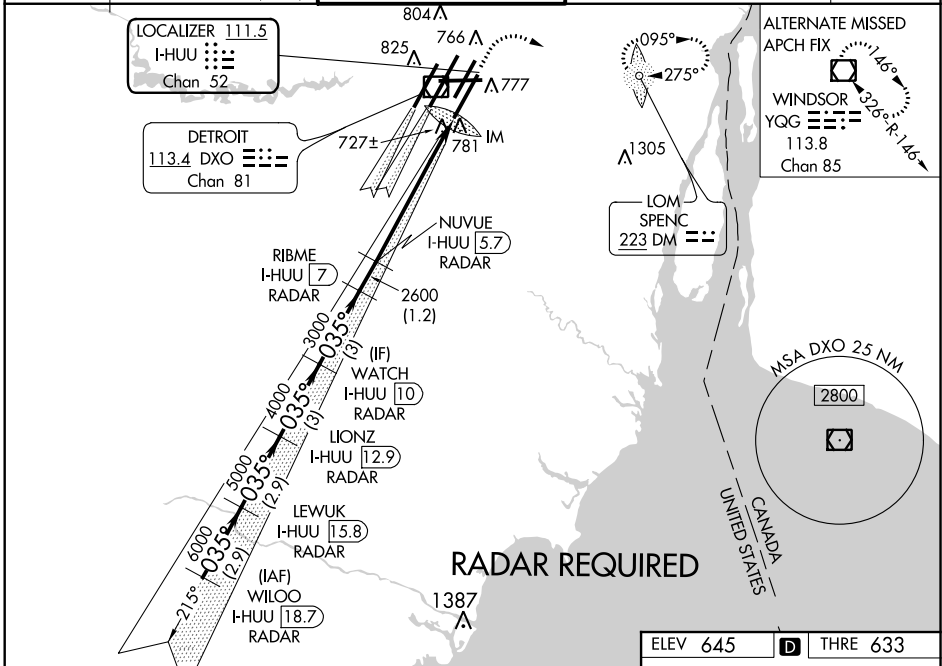 LOCALIZER 111.5
I-HUU
Chan 52
DETROIT
113.4 DXO
Chan 81
804
825
766
777
727±
781
IM
095°
275°
1305
LOM
SPENC
223 DM
ALTERNATE MISSED
APCH FIX
146°
326°
R-146
WINDSOR
YQG
113.8
Chan 85
NUVUE
I-HUU 5.7
RADAR
RIBME
I-HUU 7
RADAR
2600
(1.2)
3000
035°
(3)
(IF)
WATCH
I-HUU 10
RADAR
4000
035°
(3)
LIONZ
I-HUU 12.9
RADAR
5000
035°
(2.9)
LEWUK
I-HUU 15.8
RADAR
6000
035°
(2.9)
(IAF)
WILOO
I-HUU 18.7
RADAR
215°
MSA DXO 25 NM
2800
CANADA
UNITED STATES
RADAR REQUIRED
1387
ELEV 645 D THRE 633